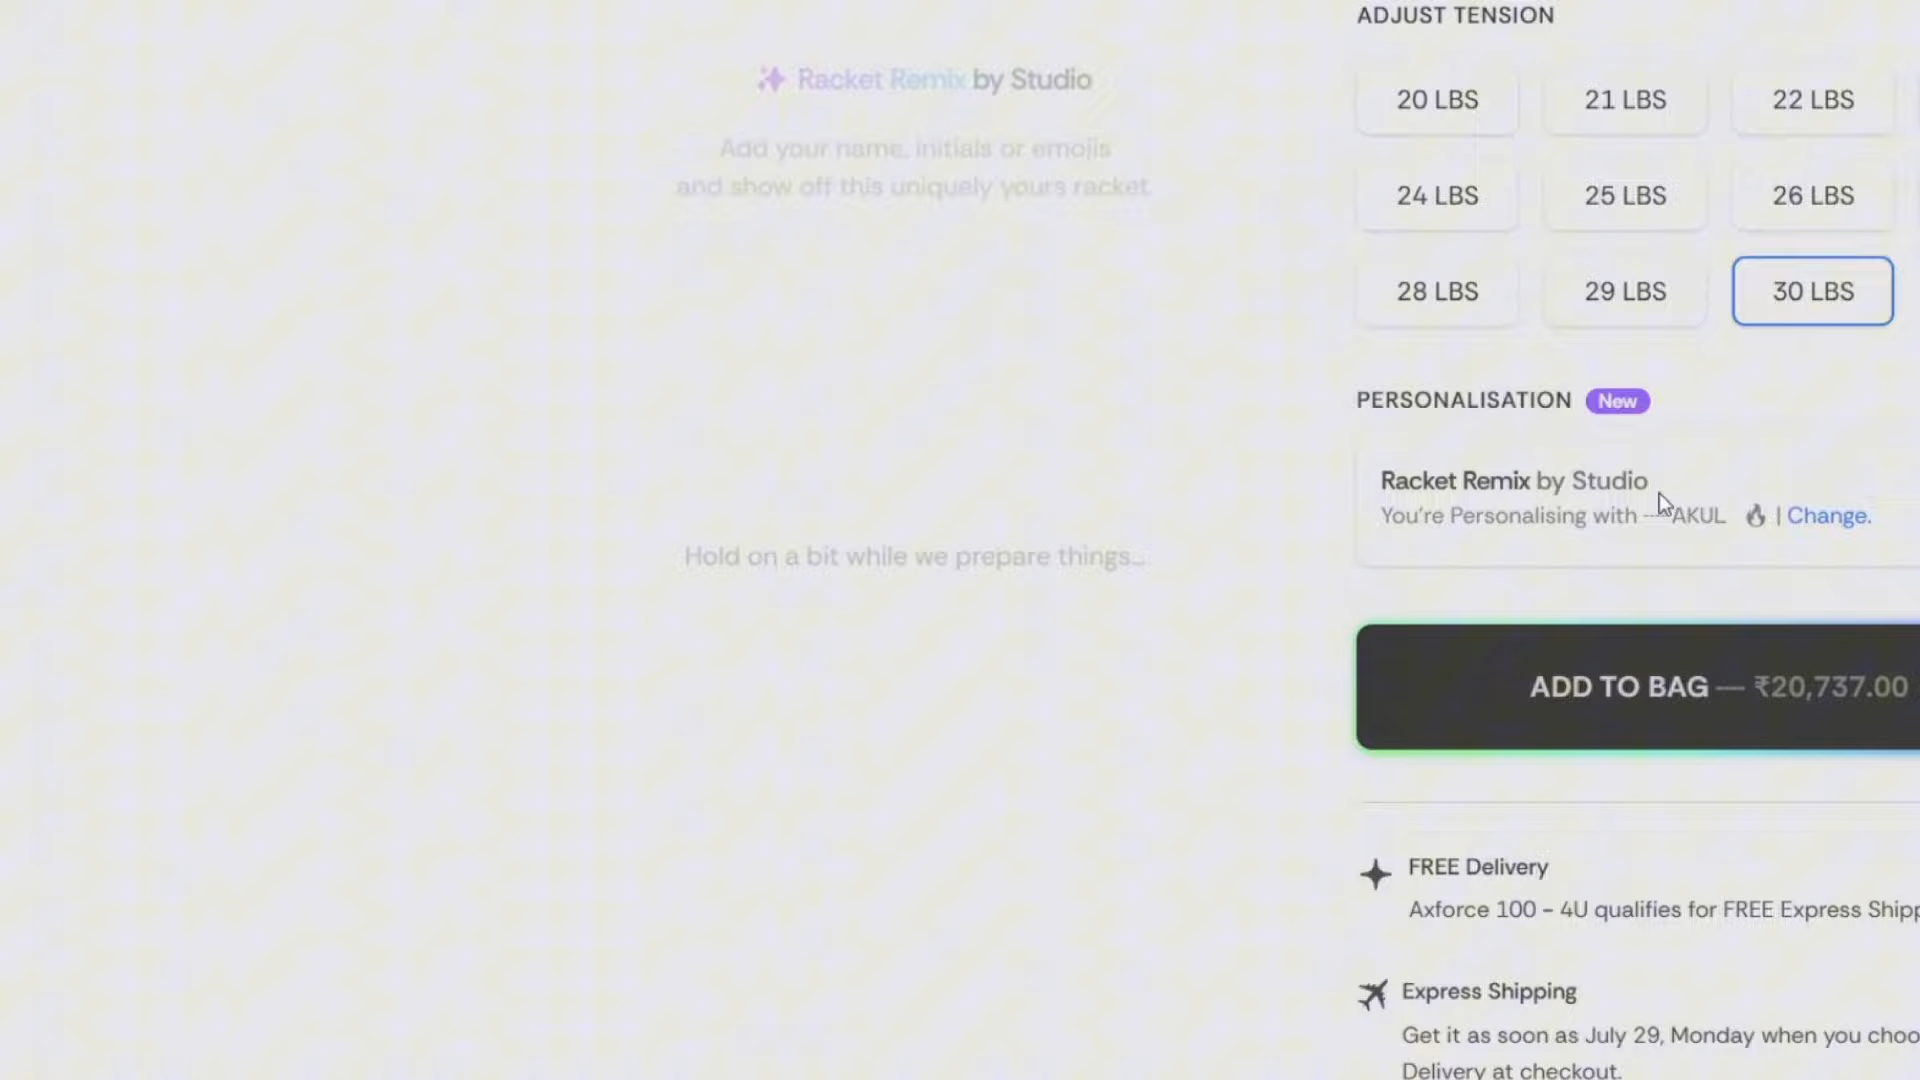 Racket Remix by Studio
Add your name, initials or emojis
and show off this uniquely yours racket.
Hold on a bit while we prepare things...
ADJUST TENSION
20 LBS
21 LBS
22 LBS
24 LBS
25 LBS
26 LBS
28 LBS
29 LBS
30 LBS
PERSONALISATION New
Racket Remix by Studio
You're Personalising with — AKUL 🔥 | Change.
ADD TO BAG — ₹20,737.00
FREE Delivery
Axforce 100 - 4U qualifies for FREE Express
Express Shipping
Get it as soon as July 29, Monday when you
Delivery at checkout.